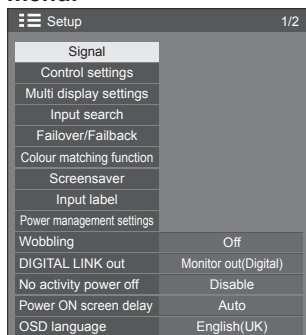 Setup 1/2
Signal
Control settings
Multi display settings
Input search
Failover/Failback
Colour matching function
Screensaver
Input label
Power management settings
Wobbling Off
DIGITAL LINK out Monitor out(Digital)
No activity power off Disable
Power ON screen delay Auto
OSD language English(UK)